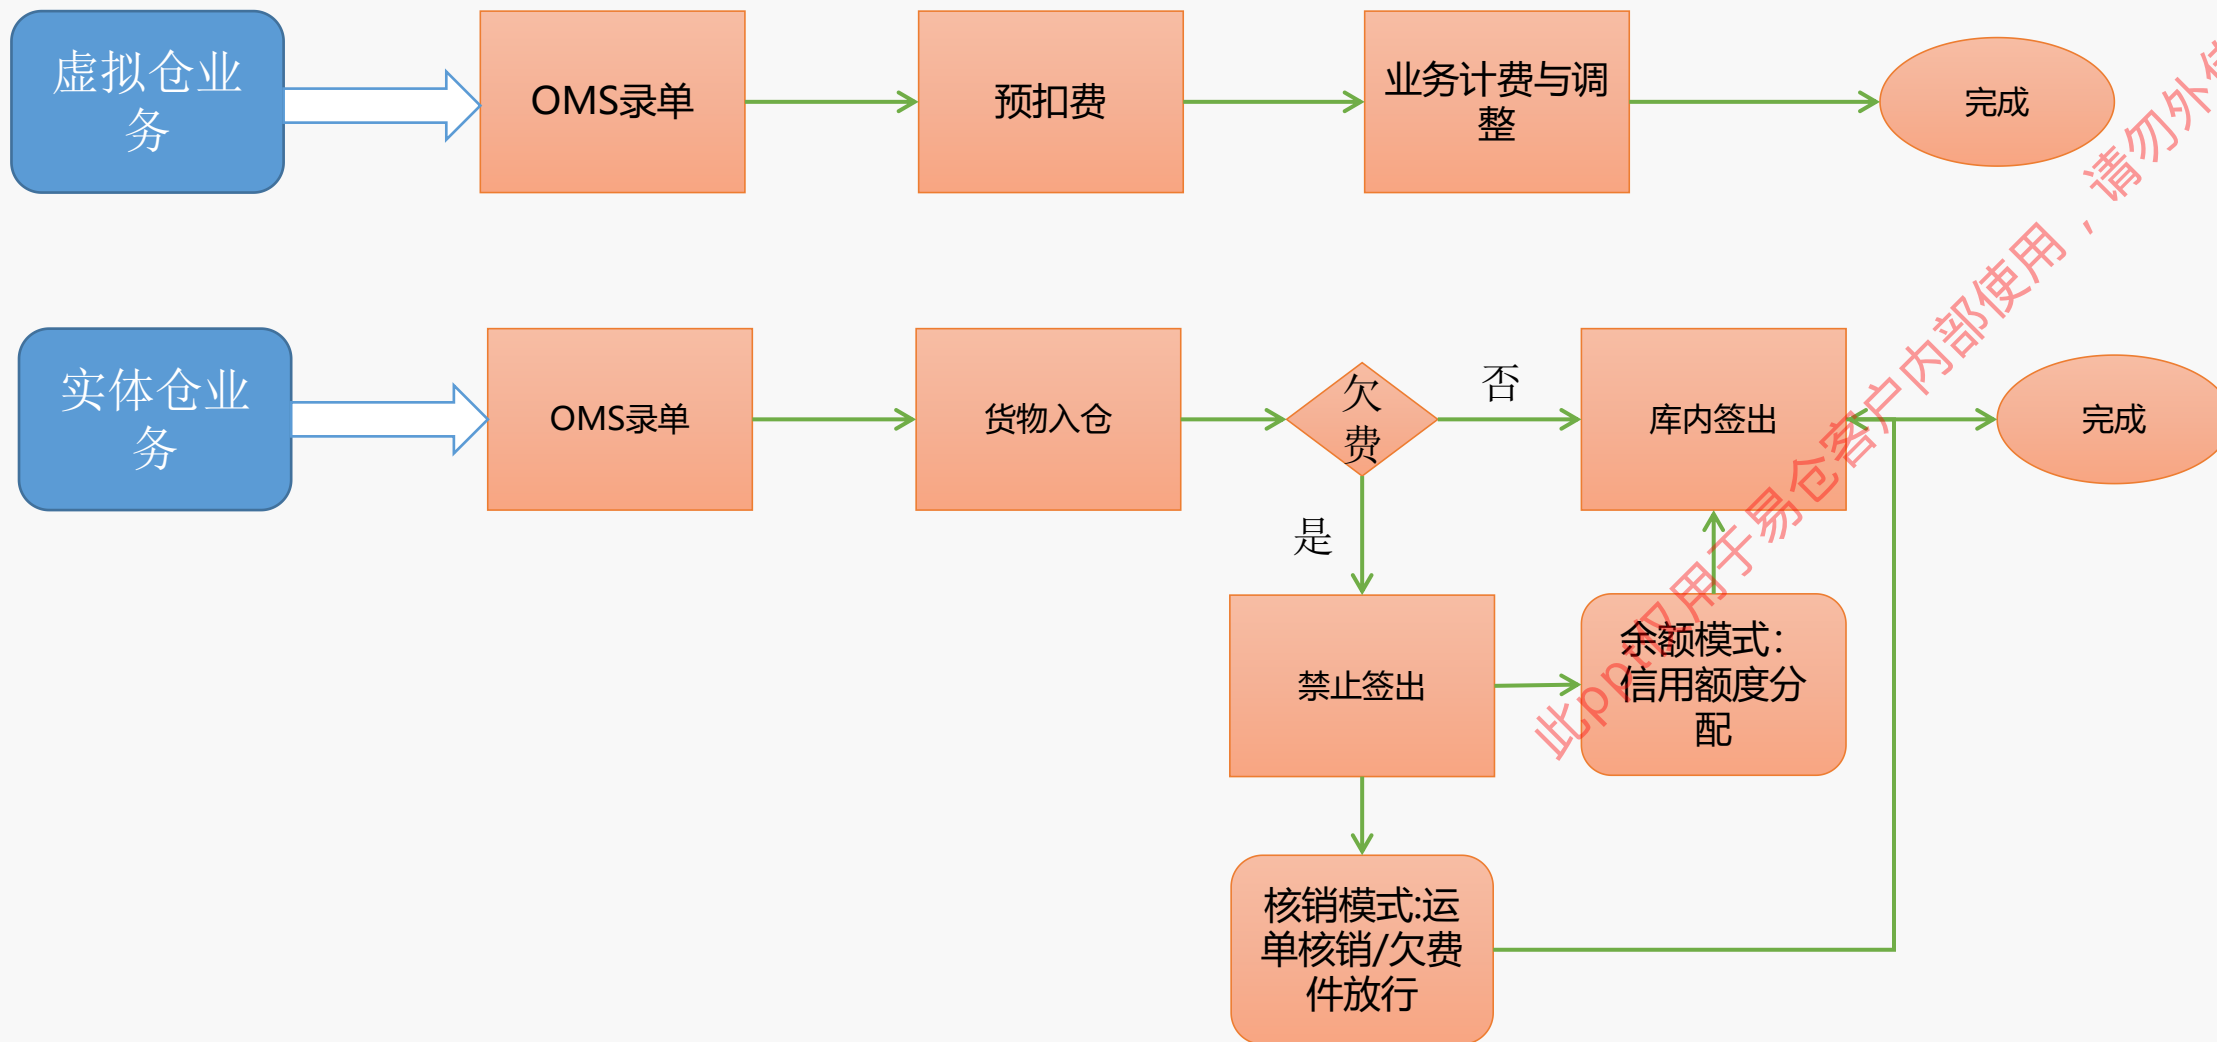 虚拟仓业
务
OMS录单
预扣费
业务计费与调
整
完成
实体仓业
务
OMS录单
货物入仓
欠
费
否
库内签出
完成
是
禁止签出
余额模式：
信用额度分
配
核销模式:运
单核销/欠费
件放行
此ppt仅用于易仓客户内部使用，请勿外